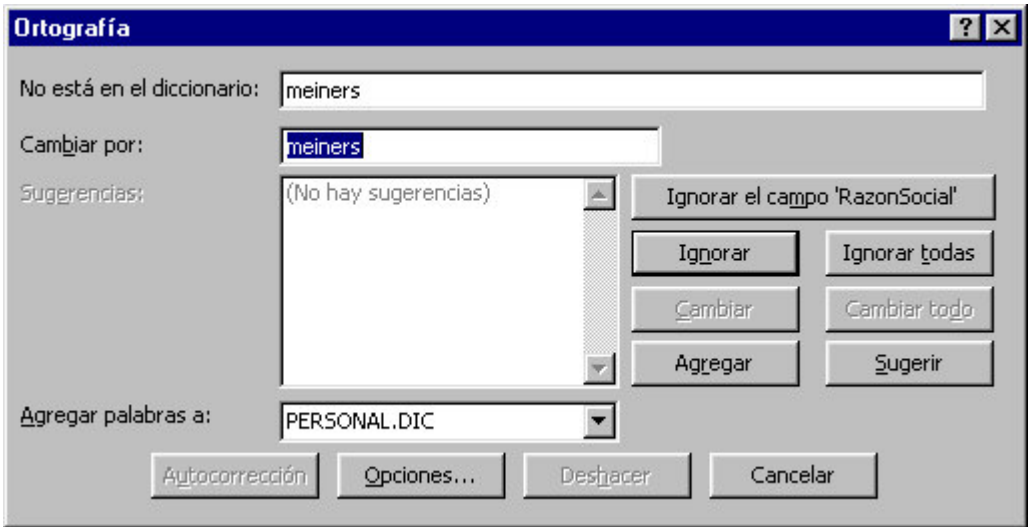 Ortografía
No está en el diccionario: meiners
Cambiar por: meiners
Sugerencias: (No hay sugerencias)
Ignorar el campo 'RazonSocial'
Ignorar Ignorar todas
Cambiar Cambiar todo
Agregar Sugerir
Agregar palabras a: PERSONAL.DIC
Autocorrección Opciones... Deshacer Cancelar